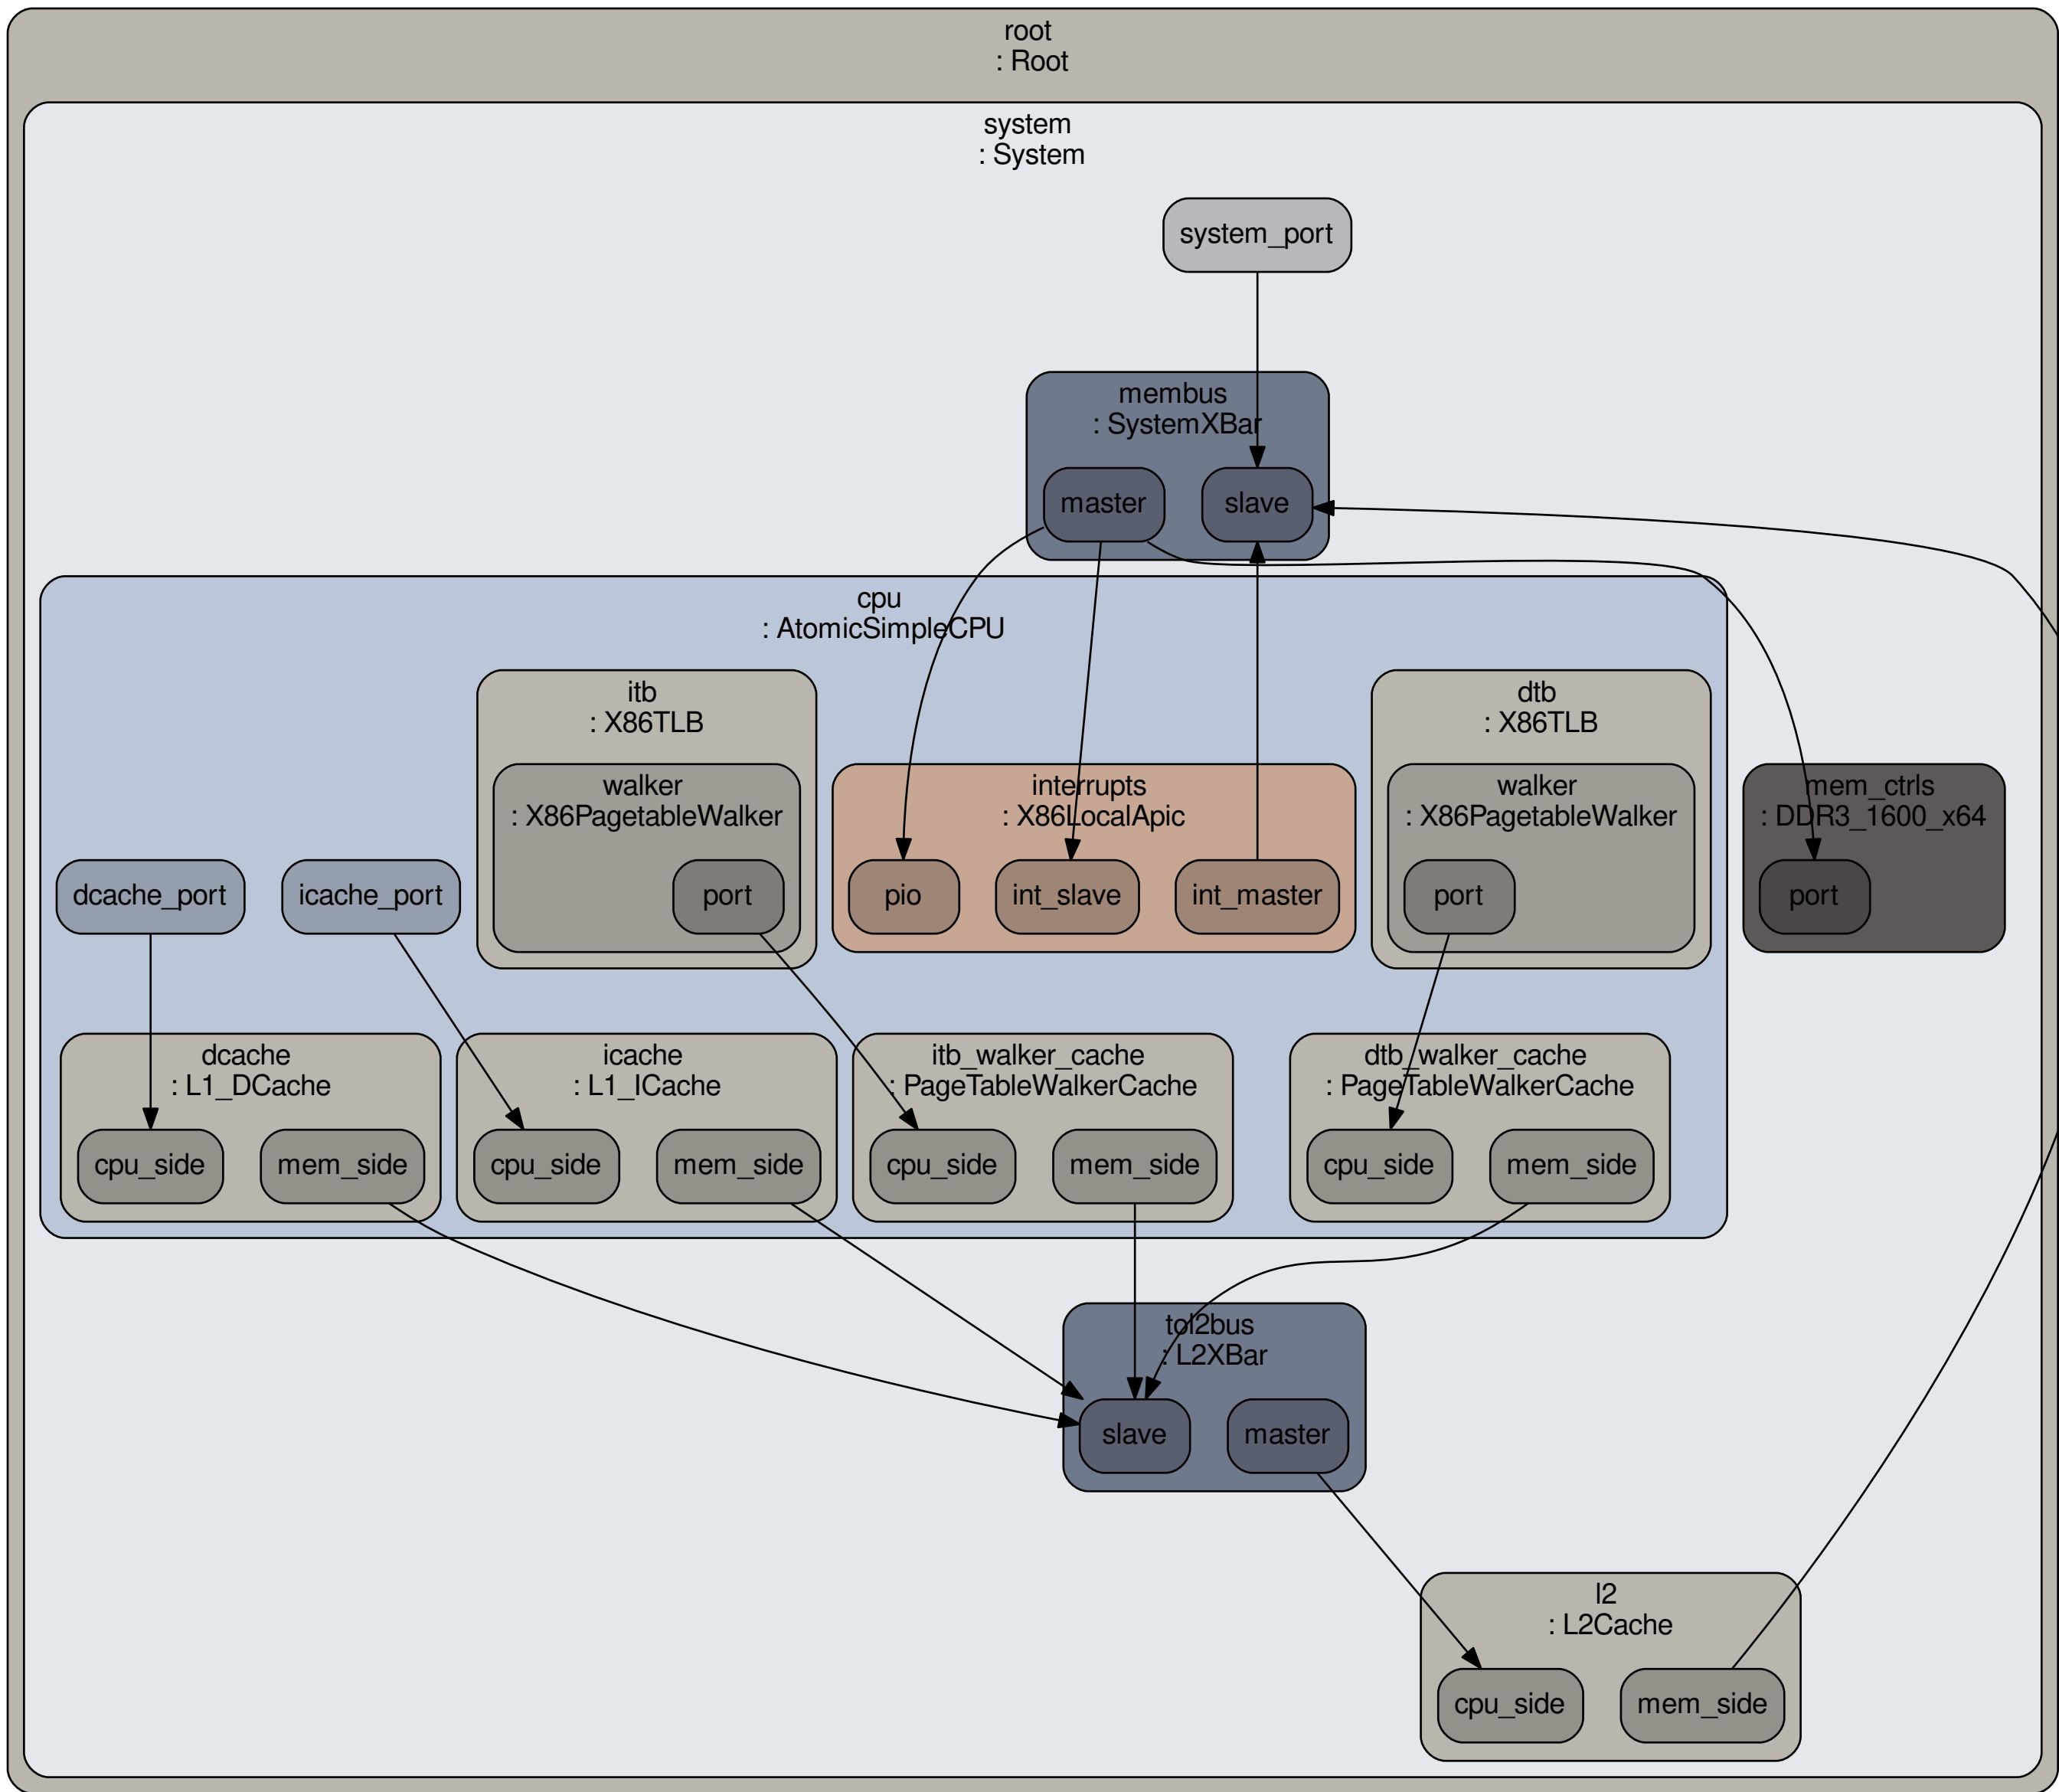 root
: Root
system
: System
system_port
membus
: SystemXBar
master
slave
cpu
: AtomicSimpleCPU
itb
: X86TLB
walker
: X86PagetableWalker
port
interrupts
: X86LocalApic
pio
int_slave
int_master
dtb
: X86TLB
walker
: X86PagetableWalker
port
mem_ctrls
: DDR3_1600_x64
port
dcache_port
icache_port
dcache
: L1_DCache
cpu_side
mem_side
icache
: L1_ICache
cpu_side
mem_side
itb_walker_cache
: PageTableWalkerCache
cpu_side
mem_side
dtb_walker_cache
: PageTableWalkerCache
cpu_side
mem_side
tol2bus
: L2XBar
slave
master
l2
: L2Cache
cpu_side
mem_side